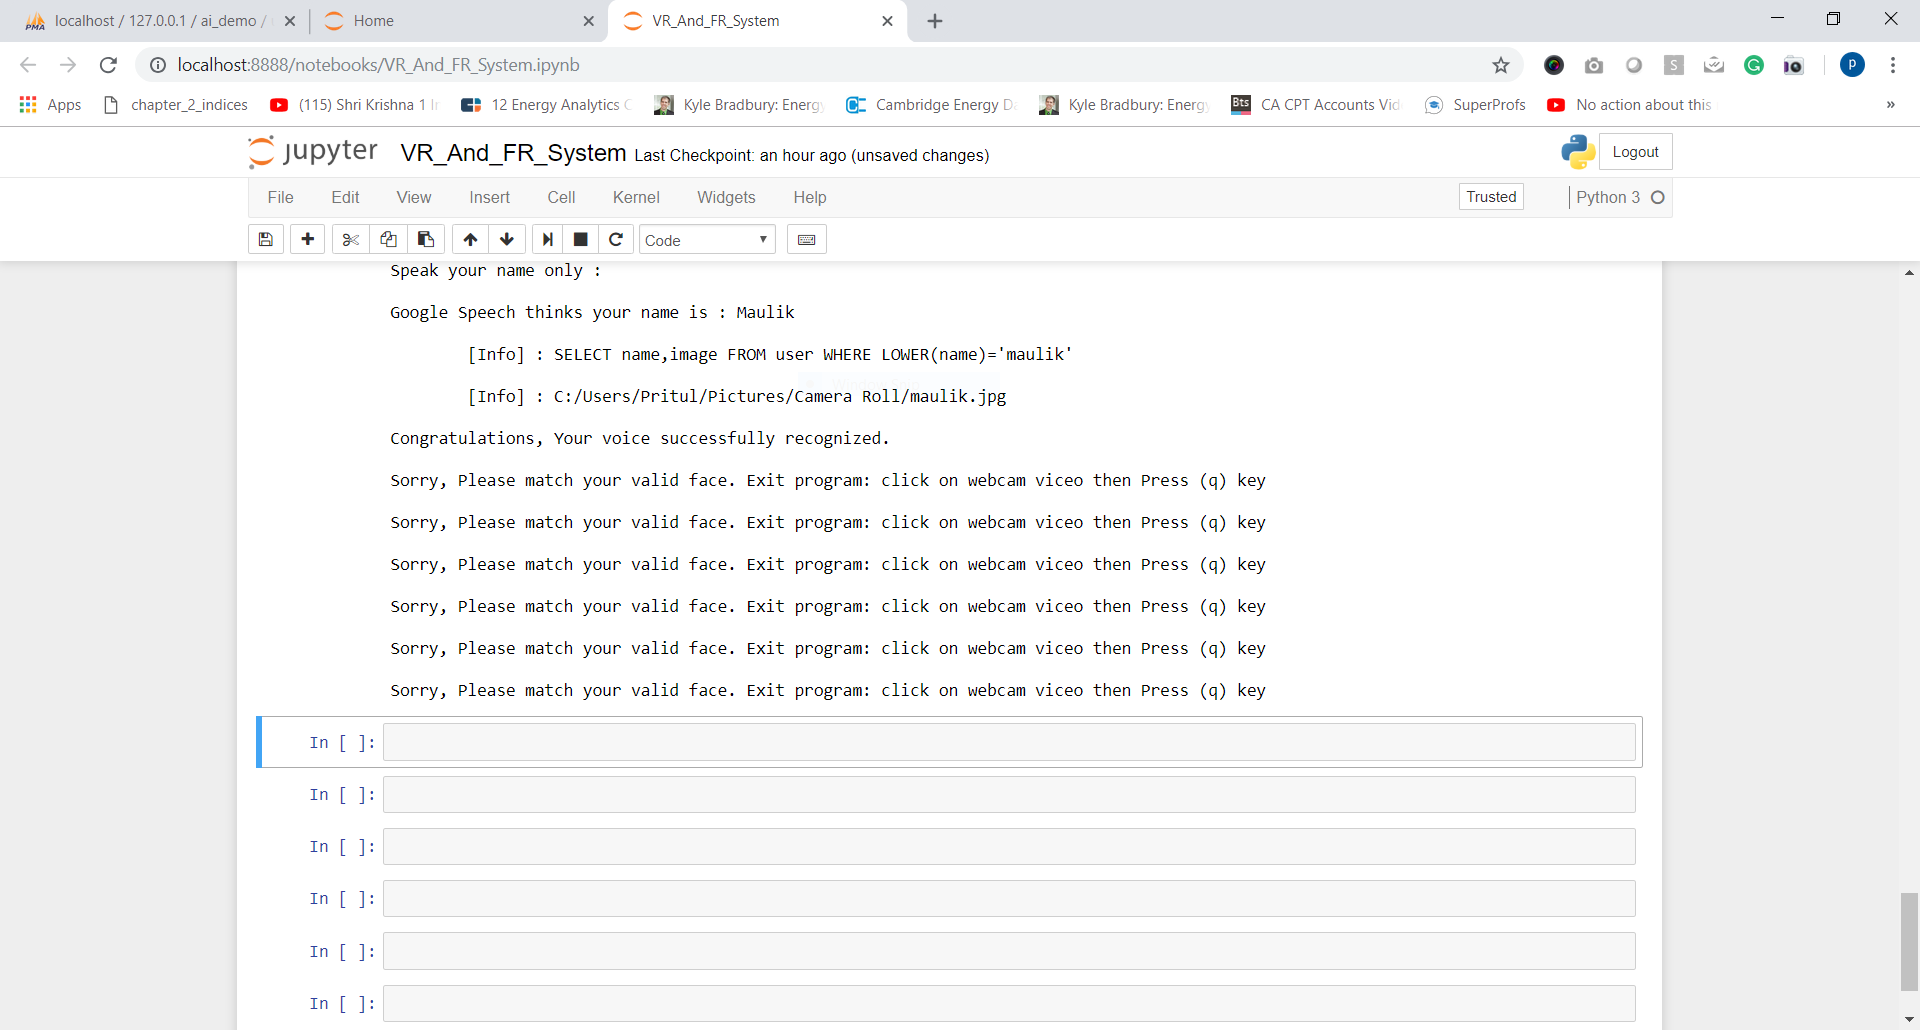 PMA localhost / 127.0.0.1 / ai_demo /
Home
VR_And_FR_System
localhost:8888/notebooks/VR_And_FR_System.ipynb
S
G
P
Apps
chapter_2_indices
(115) Shri Krishna 1
12 Energy Analytics
Kyle Bradbury: Energy
Cambridge Energy D
Kyle Bradbury: Energy
Bts CA CPT Accounts Vid
SuperProfs
No action about this
»
jupyter VR_And_FR_System Last Checkpoint: an hour ago (unsaved changes)
Logout
File Edit View Insert Cell Kernel Widgets Help
Trusted
Python 3
Code
Speak your name only :
Google Speech thinks your name is : Maulik
[Info] : SELECT name,image FROM user WHERE LOWER(name)='maulik'
[Info] : C:/Users/Pritul/Pictures/Camera Roll/maulik.jpg
Congratulations, Your voice successfully recognized.
Sorry, Please match your valid face. Exit program: click on webcam viceo then Press (q) key
Sorry, Please match your valid face. Exit program: click on webcam viceo then Press (q) key
Sorry, Please match your valid face. Exit program: click on webcam viceo then Press (q) key
Sorry, Please match your valid face. Exit program: click on webcam viceo then Press (q) key
Sorry, Please match your valid face. Exit program: click on webcam viceo then Press (q) key
Sorry, Please match your valid face. Exit program: click on webcam viceo then Press (q) key
In [ ]:
In [ ]:
In [ ]:
In [ ]:
In [ ]:
In [ ]: